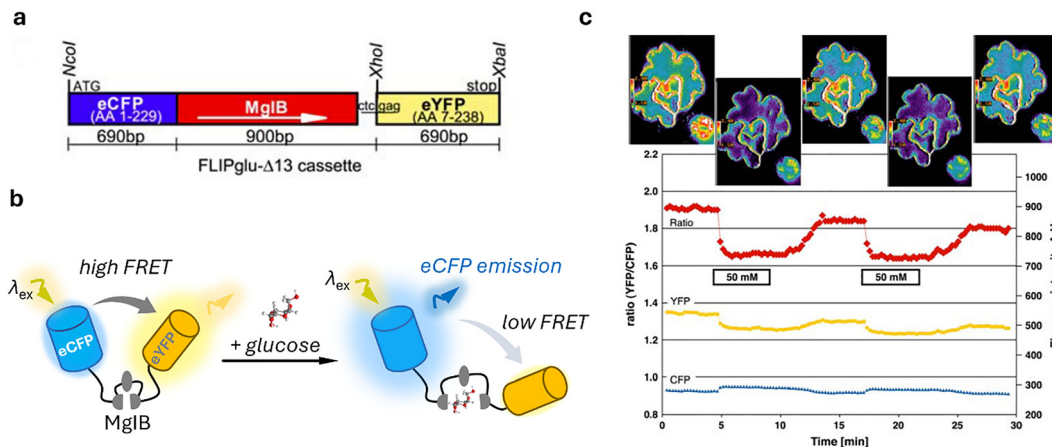 a
NcoI
XhoI
XbaI
ATG
stop
eCFP
(AA 1-229)
MglB
ctc gag
eYFP
(AA 7-238)
690bp
900bp
690bp
FLIPglu-Δ13 cassette
b
λex
high FRET
eCFP
eYFP
MglB
+ glucose
λex
eCFP emission
low FRET
c
2.2
2.0
1.8
1.6
1.4
1.2
1.0
0.8
ratio (YFP/CFP)
Ratio
50 mM
50 mM
YFP
CFP
1000
900
800
700
600
500
400
300
200
0
5
10
15
20
25
30
Time [min]